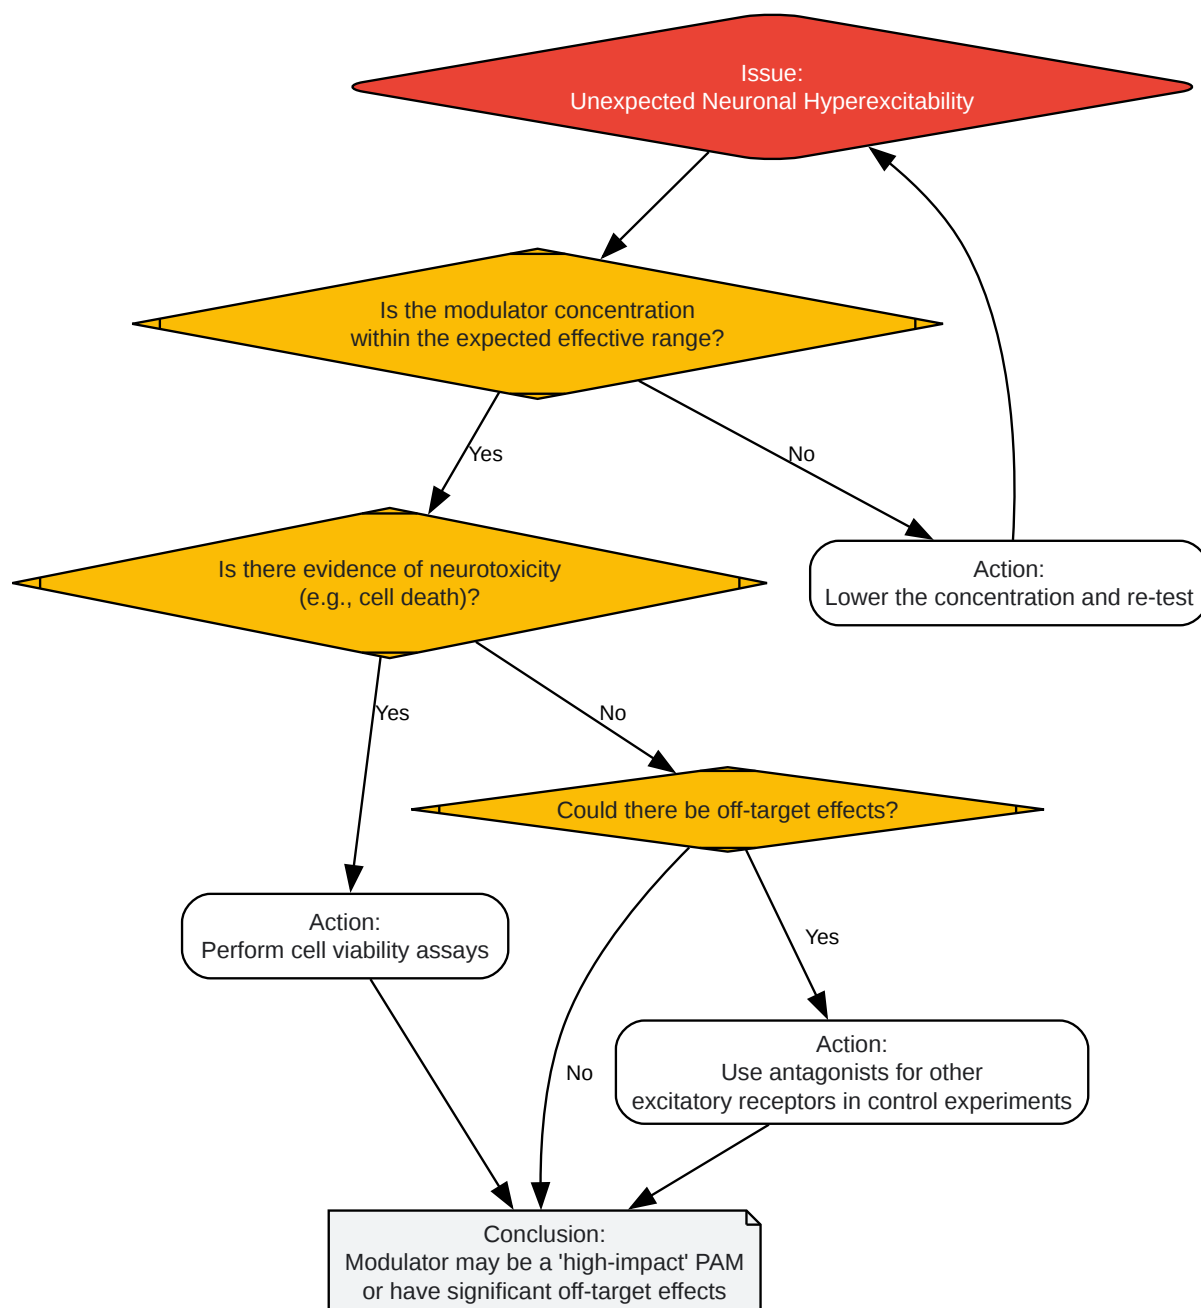 Issue:
Unexpected Neuronal Hyperexcitability
Is the modulator concentration
within the expected effective range?
Yes
No
Is there evidence of neurotoxicity
(e.g., cell death)?
Action:
Lower the concentration and re-test
Yes
No
Could there be off-target effects?
Action:
Perform cell viability assays
Yes
No
Action:
Use antagonists for other
excitatory receptors in control experiments
Conclusion:
Modulator may be a 'high-impact' PAM
or have significant off-target effects